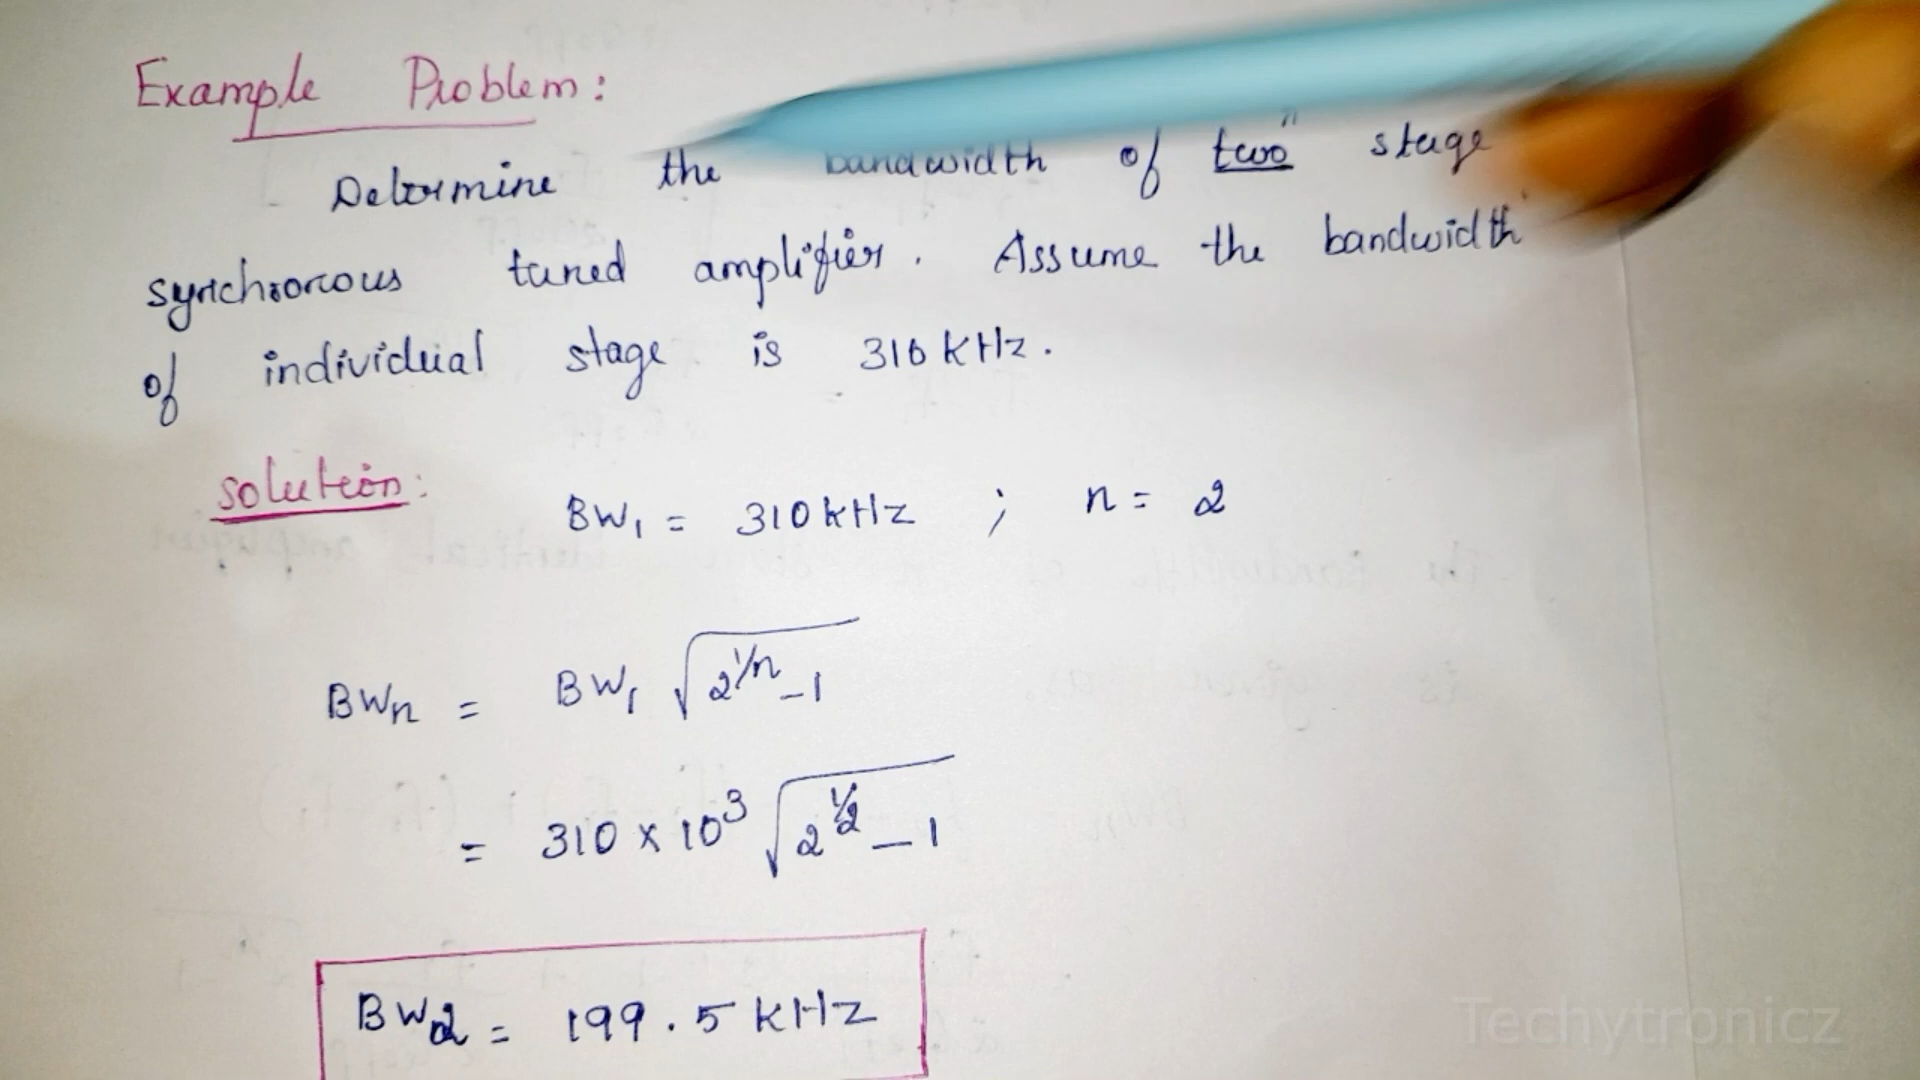 Example Problem:
Determine the bandwidth of two" stage
synchronous tuned amplifier. Assume the bandwidth
of individual stage is 310 kHz.
solution:
BW₁ = 310 kHz ; n = 2
BWn = BW₁ √(2^(1/n) - 1)
= 310 × 10³ √(2^(1/2) - 1)
BW2 = 199.5 kHz
Techytronicz